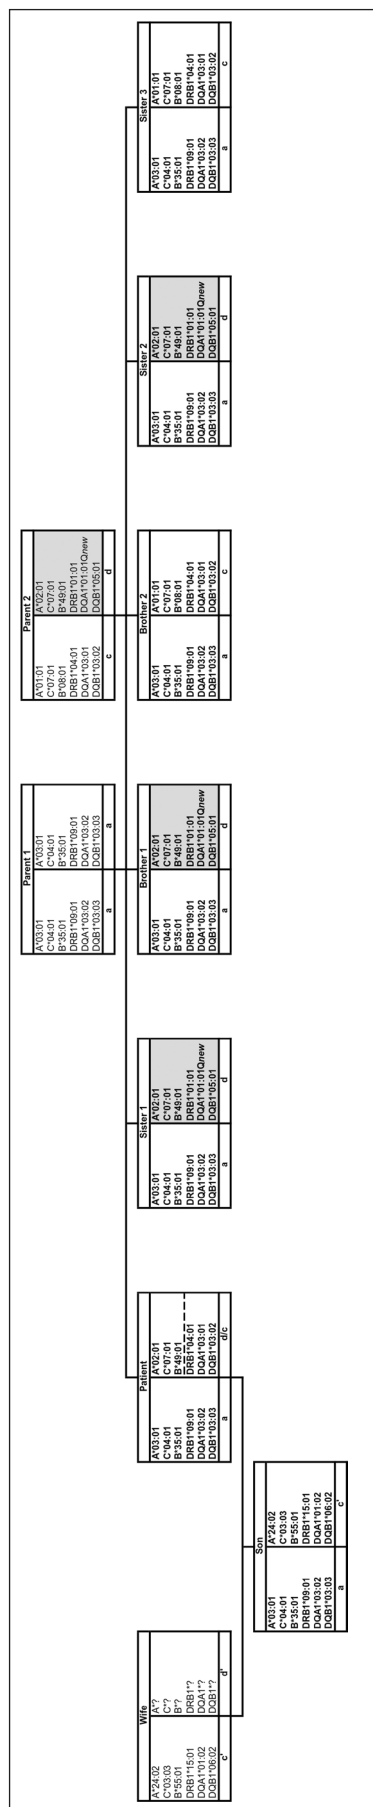 Parent 1
A*03:01 A*03:01
C*04:01 C*04:01
B*35:01 B*35:01
DRB1*09:01 DRB1*09:01
DQA1*03:02 DQA1*03:02
DQB1*03:03 DQB1*03:03
a a
Parent 2
A*01:01 A*02:01
C*07:01 C*07:01
B*08:01 B*49:01
DRB1*04:01 DRB1*01:01
DQA1*03:01 DQA1*01:01Qnew
DQB1*03:02 DQB1*05:01
c d
Wife
A*24:02 A*?
C*03:03 C*?
B*55:01 B*?
DRB1*15:01 DRB1*?
DQA1*01:02 DQA1*?
DQB1*06:02 DQB1*?
c' d'
Patient
A*03:01 A*02:01
C*04:01 C*07:01
B*35:01 B*49:01
DRB1*09:01 DRB1*04:01
DQA1*03:02 DQA1*03:01
DQB1*03:03 DQB1*03:02
a d/c
Sister 1
A*03:01 A*02:01
C*04:01 C*07:01
B*35:01 B*49:01
DRB1*09:01 DRB1*01:01
DQA1*03:02 DQA1*01:01Qnew
DQB1*03:03 DQB1*05:01
a d
Brother 1
A*03:01 A*02:01
C*04:01 C*07:01
B*35:01 B*49:01
DRB1*09:01 DRB1*01:01
DQA1*03:02 DQA1*01:01Qnew
DQB1*03:03 DQB1*05:01
a d
Brother 2
A*03:01 A*01:01
C*04:01 C*07:01
B*35:01 B*08:01
DRB1*09:01 DRB1*04:01
DQA1*03:02 DQA1*03:01
DQB1*03:03 DQB1*03:02
a c
Sister 2
A*03:01 A*02:01
C*04:01 C*07:01
B*35:01 B*49:01
DRB1*09:01 DRB1*01:01
DQA1*03:02 DQA1*01:01Qnew
DQB1*03:03 DQB1*05:01
a d
Sister 3
A*03:01 A*01:01
C*04:01 C*07:01
B*35:01 B*08:01
DRB1*09:01 DRB1*04:01
DQA1*03:02 DQA1*03:01
DQB1*03:03 DQB1*03:02
a c
Son
A*03:01 A*24:02
C*04:01 C*03:03
B*35:01 B*55:01
DRB1*09:01 DRB1*15:01
DQA1*03:02 DQA1*01:02
DQB1*03:03 DQB1*06:02
a c'